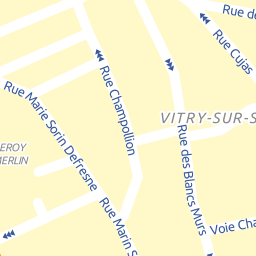 Rue de
Rue Cujas
Rue Champollion
Rue Marie Sorin Defresne
VITRY-SUR-S
Rue des Blancs Murs
EROY
MERLIN
Rue Marin S
Voie Cha